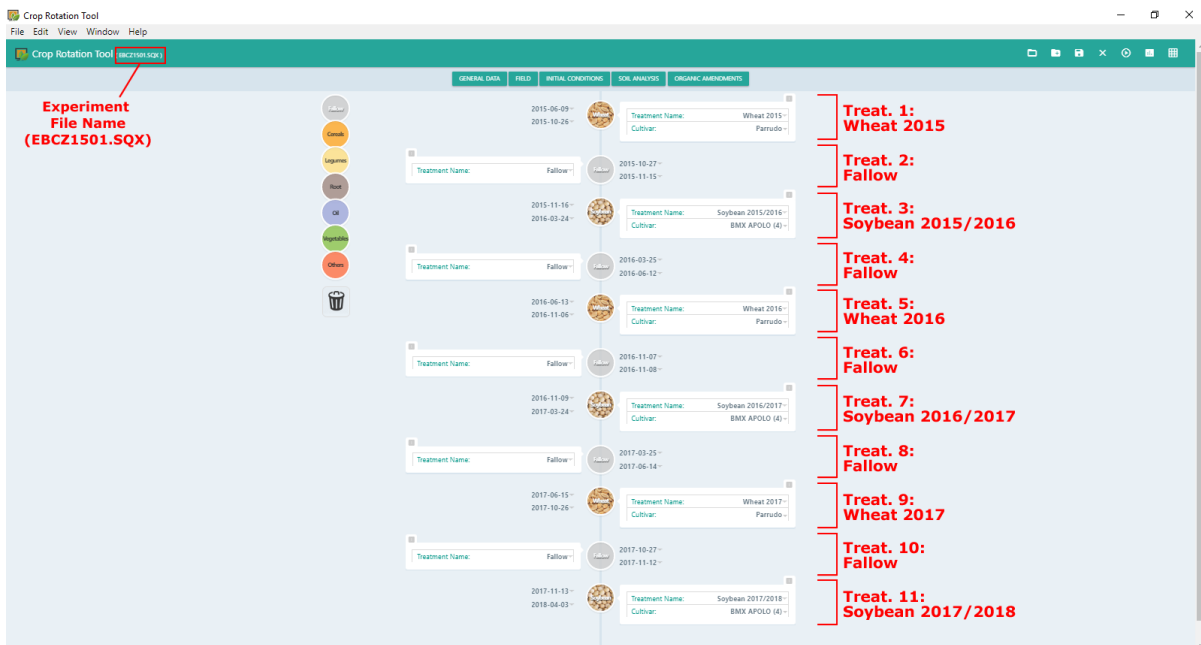 Crop Rotation Tool
File Edit View Window Help
Crop Rotation Tool (EBCZ1501.SQX)
GENERAL DATA FIELD INITIAL CONDITIONS SOIL ANALYSIS ORGANIC AMENDMENTS
Experiment
File Name
(EBCZ1501.SQX)
Fallow
Cereals
Legumes
Root
Oil
Vegetables
Others
2015-06-09
2015-10-26
Treatment Name: Wheat 2015
Cultivar: Parrudo
Treat. 1:
Wheat 2015
Treatment Name: Fallow
Fallow
2015-10-27
2015-11-15
Treat. 2:
Fallow
2015-11-16
2016-03-24
Treatment Name: Soybean 2015/2016
Cultivar: BMX APOLO (4)
Treat. 3:
Soybean 2015/2016
Treatment Name: Fallow
Fallow
2016-03-25
2016-06-12
Treat. 4:
Fallow
2016-06-13
2016-11-06
Treatment Name: Wheat 2016
Cultivar: Parrudo
Treat. 5:
Wheat 2016
Treatment Name: Fallow
Fallow
2016-11-07
2016-11-08
Treat. 6:
Fallow
2016-11-09
2017-03-24
Treatment Name: Soybean 2016/2017
Cultivar: BMX APOLO (4)
Treat. 7:
Soybean 2016/2017
Treatment Name: Fallow
Fallow
2017-03-25
2017-06-14
Treat. 8:
Fallow
2017-06-15
2017-10-26
Treatment Name: Wheat 2017
Cultivar: Parrudo
Treat. 9:
Wheat 2017
Treatment Name: Fallow
Fallow
2017-10-27
2017-11-12
Treat. 10:
Fallow
2017-11-13
2018-04-03
Treatment Name: Soybean 2017/2018
Cultivar: BMX APOLO (4)
Treat. 11:
Soybean 2017/2018